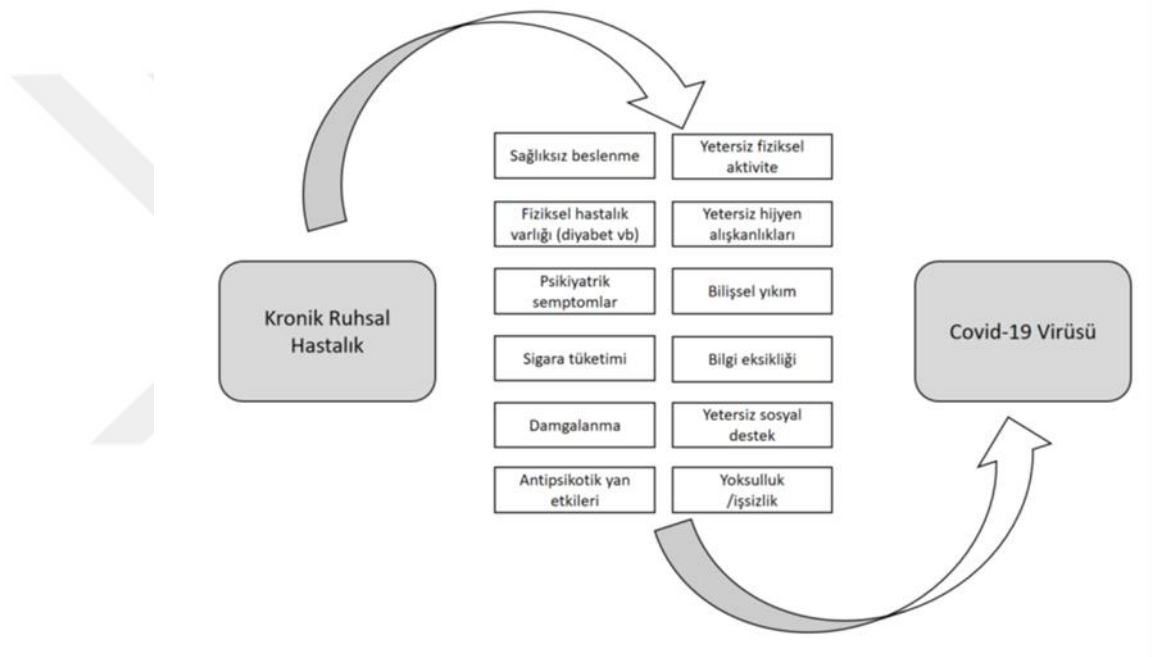 Sağlıksız beslenme
Yetersiz fiziksel
aktivite
Fiziksel hastalık
varlığı (diyabet vb)
Yetersiz hijyen
alışkanlıkları
Kronik Ruhsal
Hastalık
Psikiyatrik
semptomlar
Bilişsel yıkım
Covid-19 Virüsü
Sigara tüketimi
Bilgi eksikliği
Damgalanma
Yetersiz sosyal
destek
Antipsikotik yan
etkileri
Yoksulluk
/işsizlik